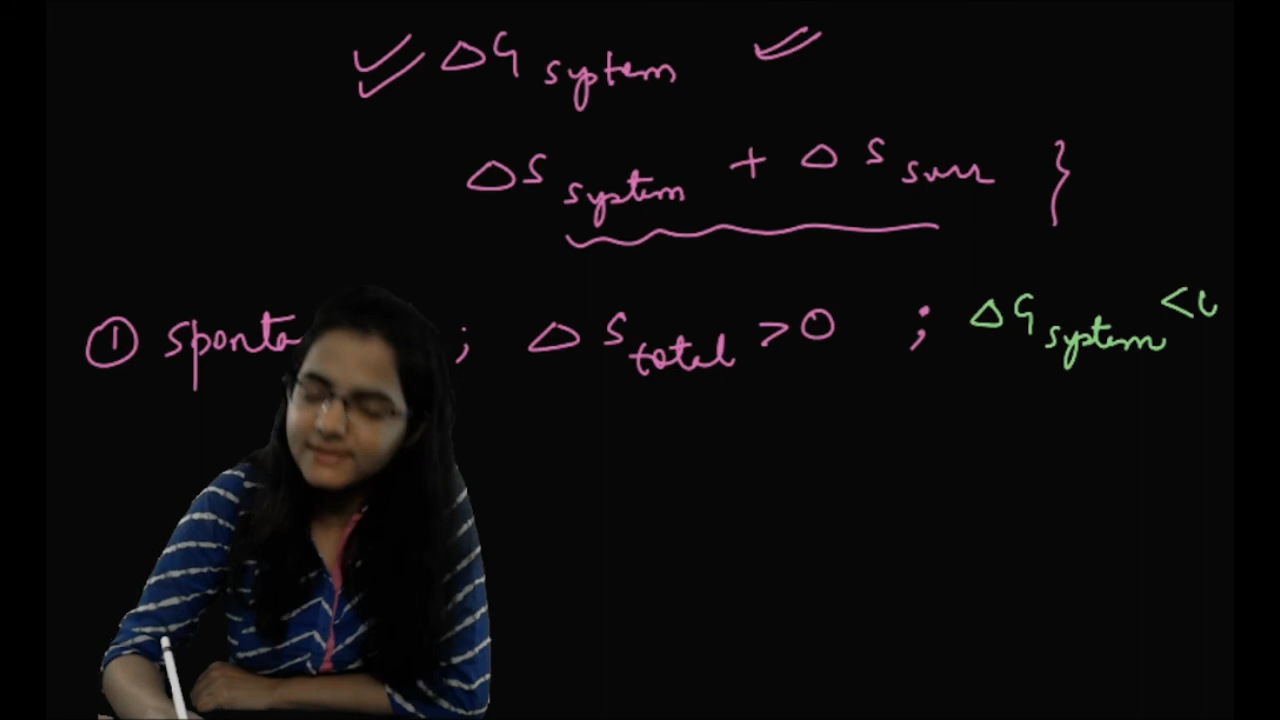 ΔG system
ΔS system + ΔS surr }
① Sponta ; ΔS total > 0 ; ΔG system <